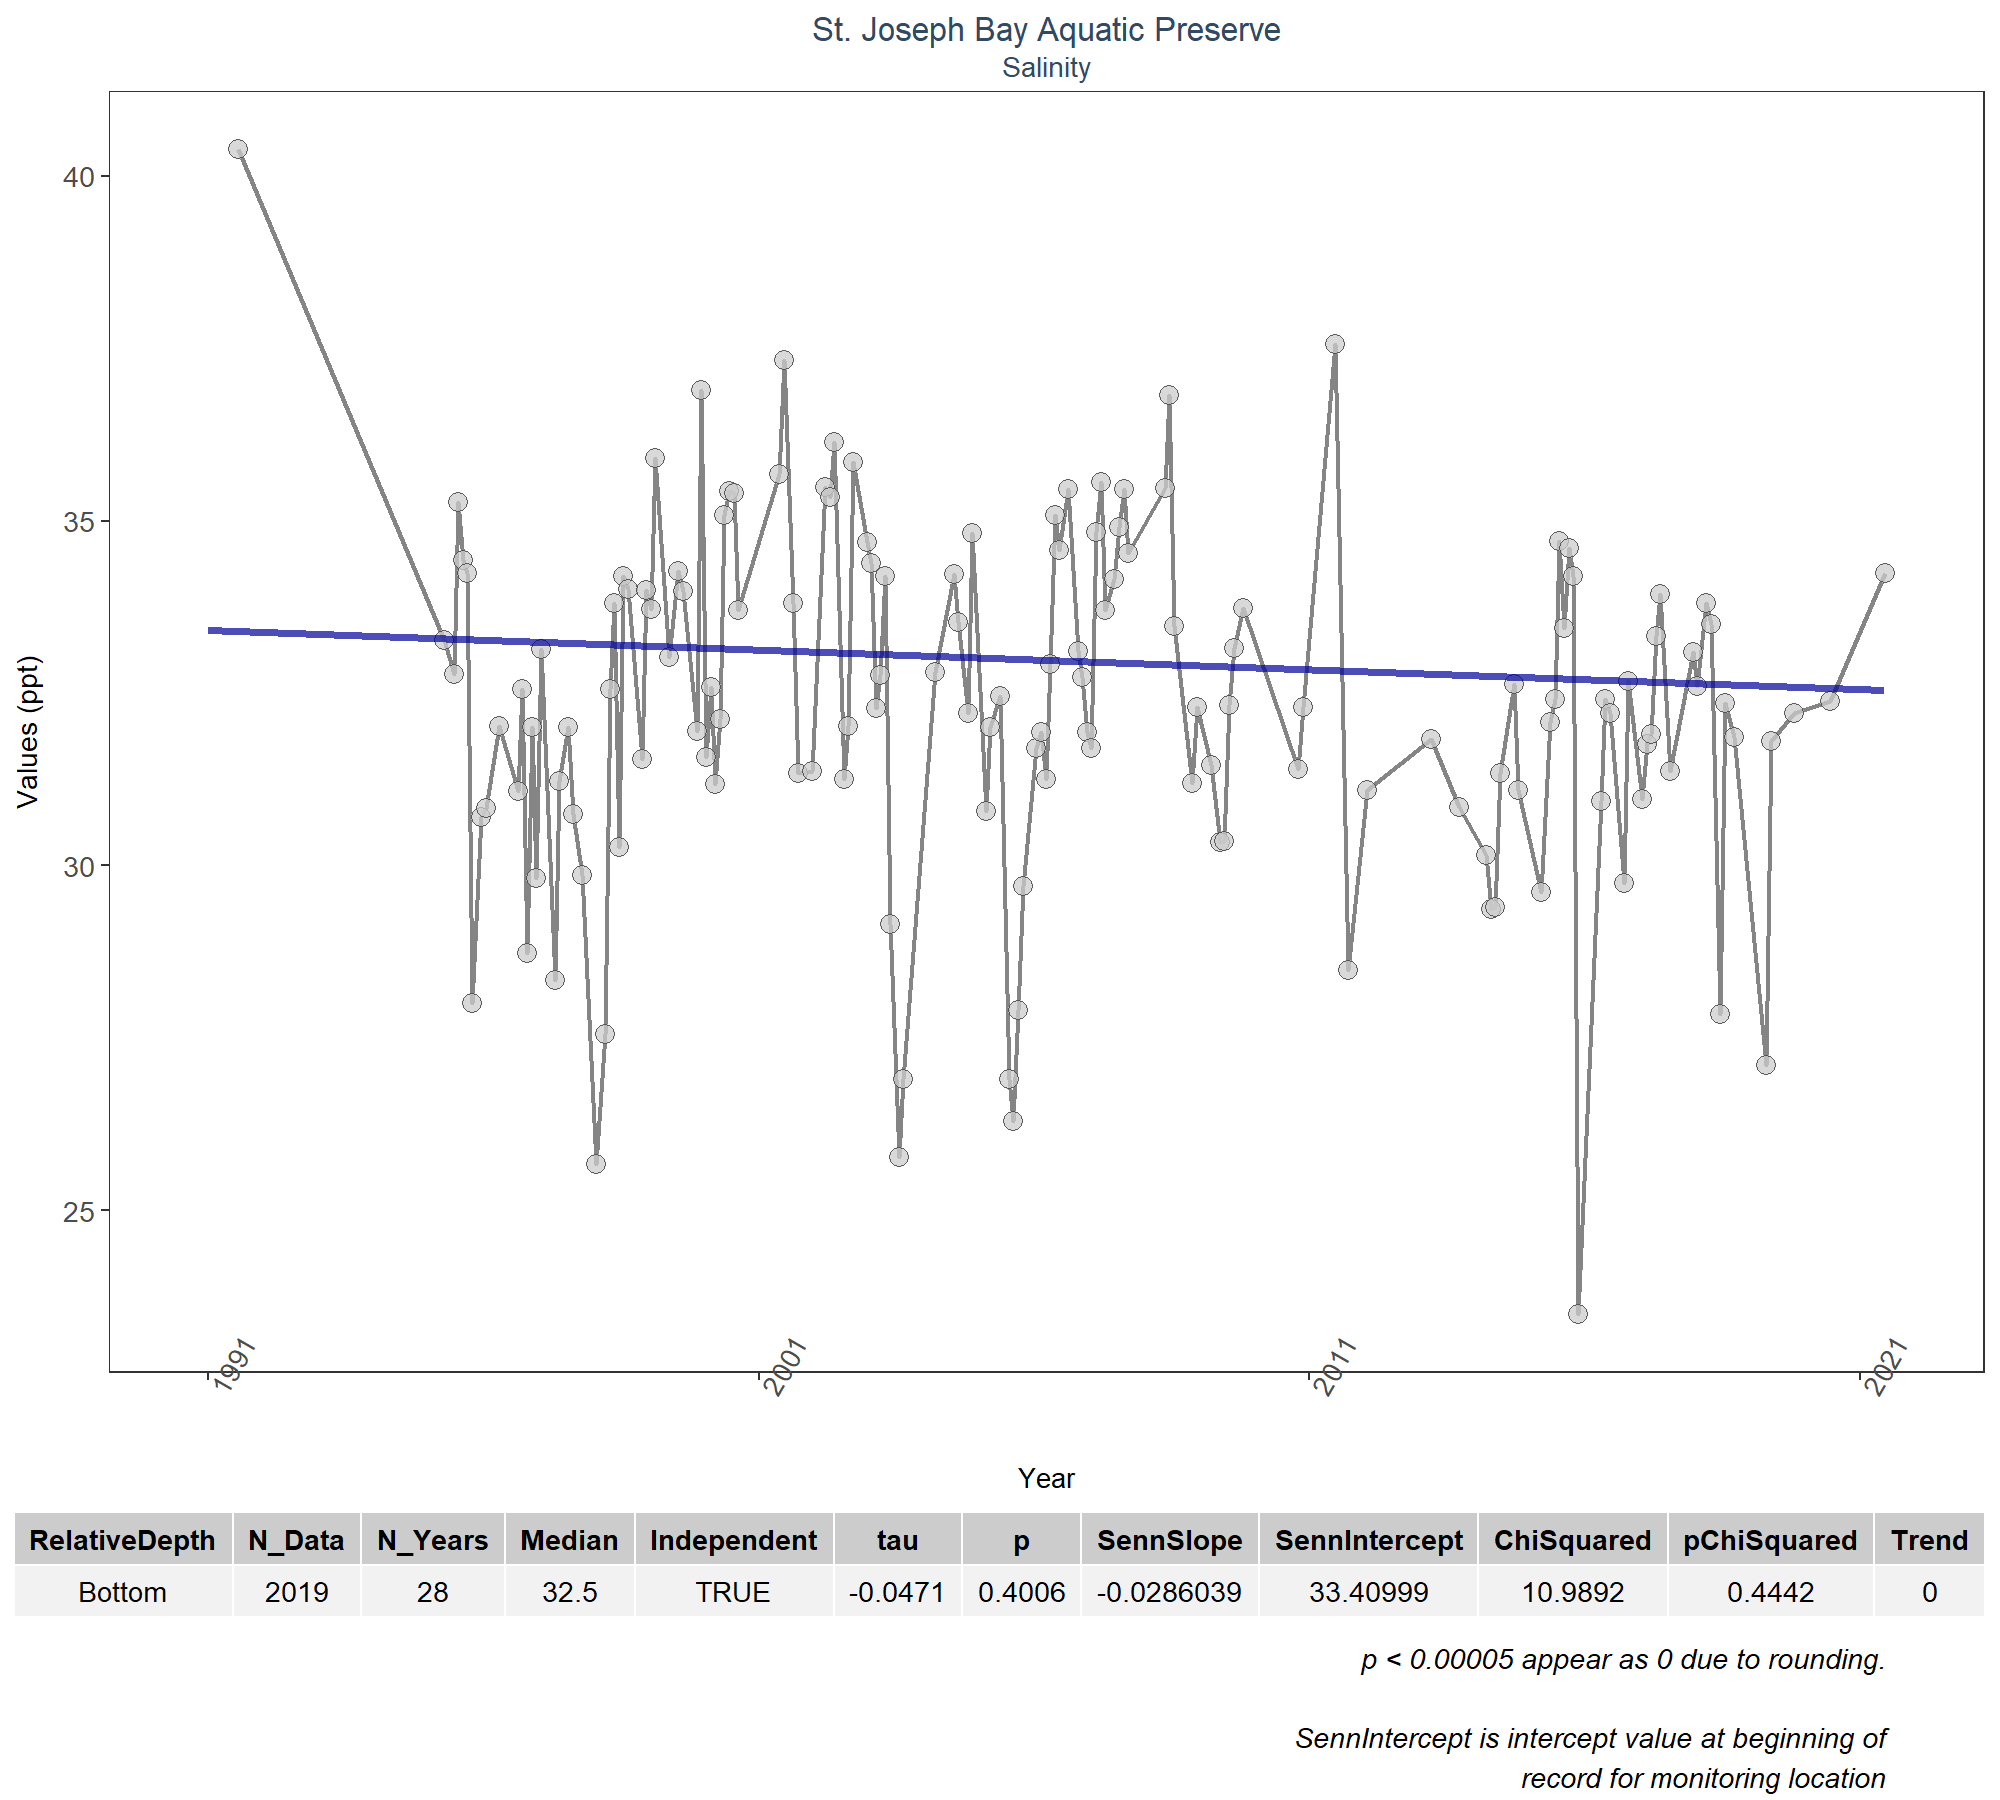 St. Joseph Bay Aquatic Preserve
Salinity
40
35
30
25
Values (ppt)
1991 2001 2011 2021
Year
RelativeDepth N_Data N_Years Median Independent tau p SennSlope SennIntercept ChiSquared pChiSquared Trend
Bottom 2019 28 32.5 TRUE -0.0471 0.4006 -0.0286039 33.40999 10.9892 0.4442 0
p < 0.00005 appear as 0 due to rounding.
SennIntercept is intercept value at beginning of
record for monitoring location